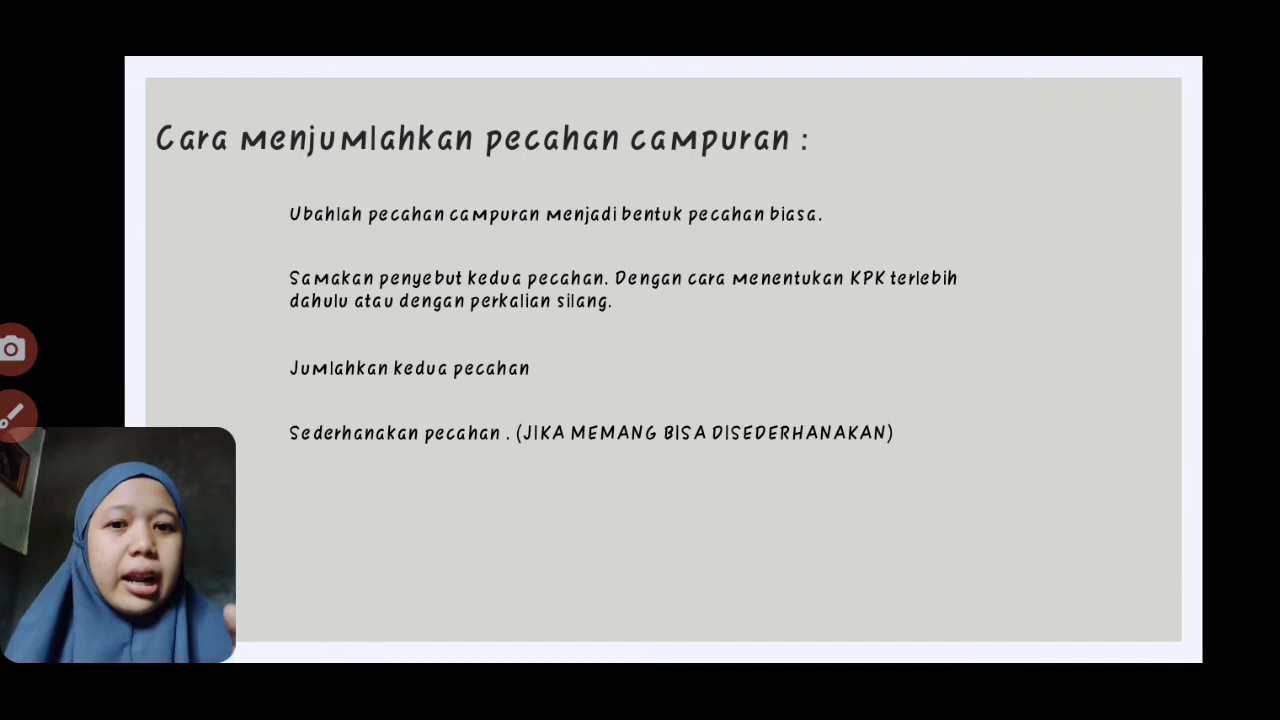 Cara menjumlahkan pecahan campuran :
Ubahlah pecahan campuran menjadi bentuk pecahan biasa.
Samakan penyebut kedua pecahan. Dengan cara menentukan KPK terlebih
dahulu atau dengan perkalian silang.
Jumlahkan kedua pecahan
Sederhanakan pecahan . (JIKA MEMANG BISA DISEDERHANAKAN)